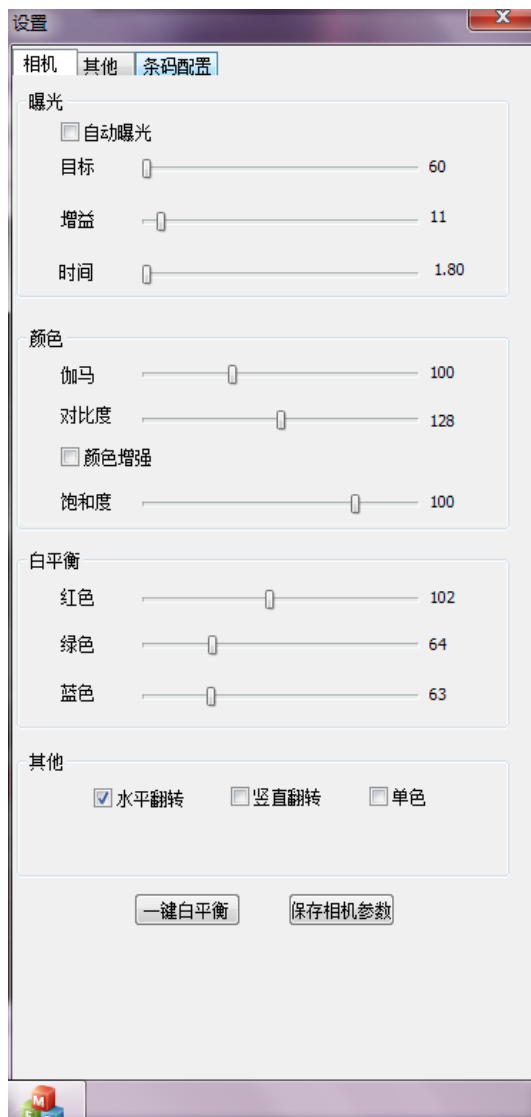 设置
相机 其他 条码配置
曝光
自动曝光
目标 60
增益 11
时间 1.80
颜色
伽马 100
对比度 128
颜色增强
饱和度 100
白平衡
红色 102
绿色 64
蓝色 63
其他
水平翻转 竖直翻转 单色
一键白平衡 保存相机参数
M